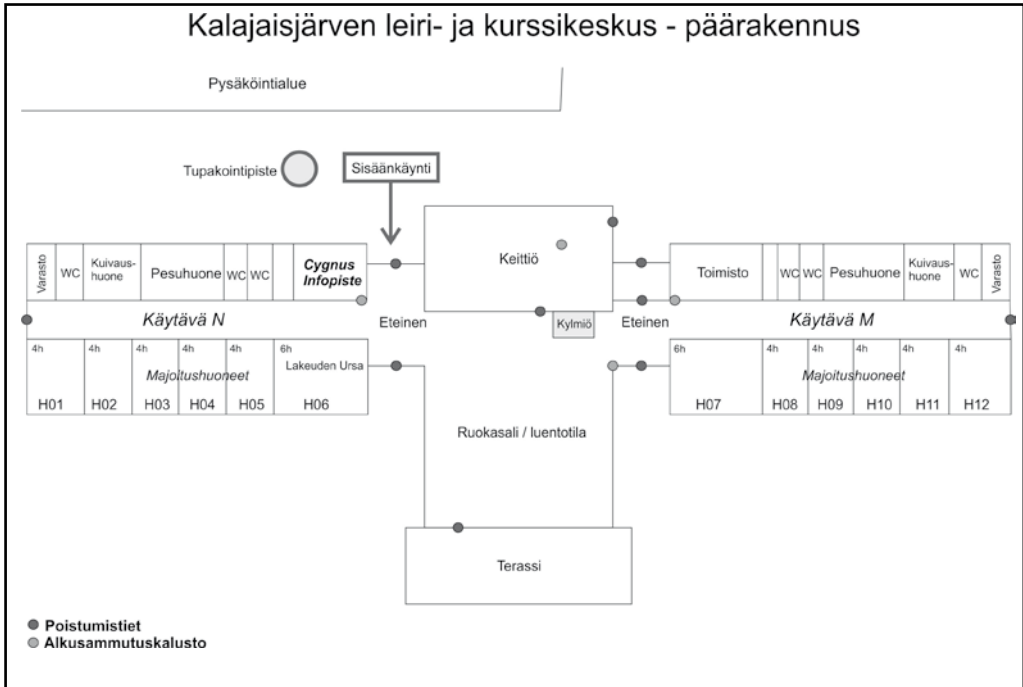 Kalajaisjärven leiri- ja kurssikeskus - päärakennus
Pysäköintialue
Tupakointipiste
Sisäänkäynti
Varasto
WC
Kuivaus-
huone
Pesuhuone
WC
WC
Cygnus
Infopiste
Keittiö
Toimisto
WC
WC
Pesuhuone
Kuivaus-
huone
WC
Varasto
Käytävä N
Eteinen
Kylmiö
Eteinen
Käytävä M
4h
4h
4h
4h
4h
6h
Lakeuden Ursa
Majoitushuoneet
H01
H02
H03
H04
H05
H06
6h
4h
4h
4h
4h
4h
Majoitushuoneet
H07
H08
H09
H10
H11
H12
Ruokasali / luentotila
Terassi
Poistumistiet
Alkusammutuskalusto